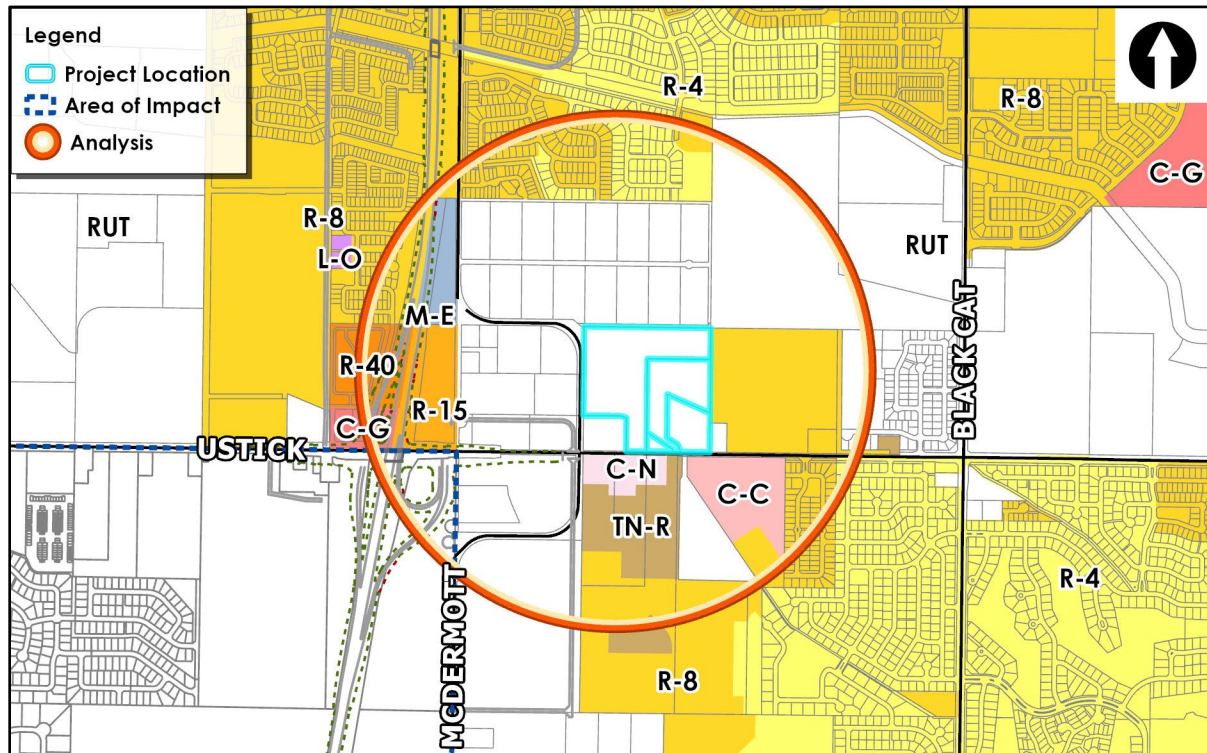 Legend
Project Location
Area of Impact
Analysis
R-4
R-8
C-G
RUT
R-8
L-O
RUT
M-E
BLACK CAT
R-40
R-15
C-G
USTICK
C-N
C-C
TN-R
R-4
MCDERMOTT
R-8